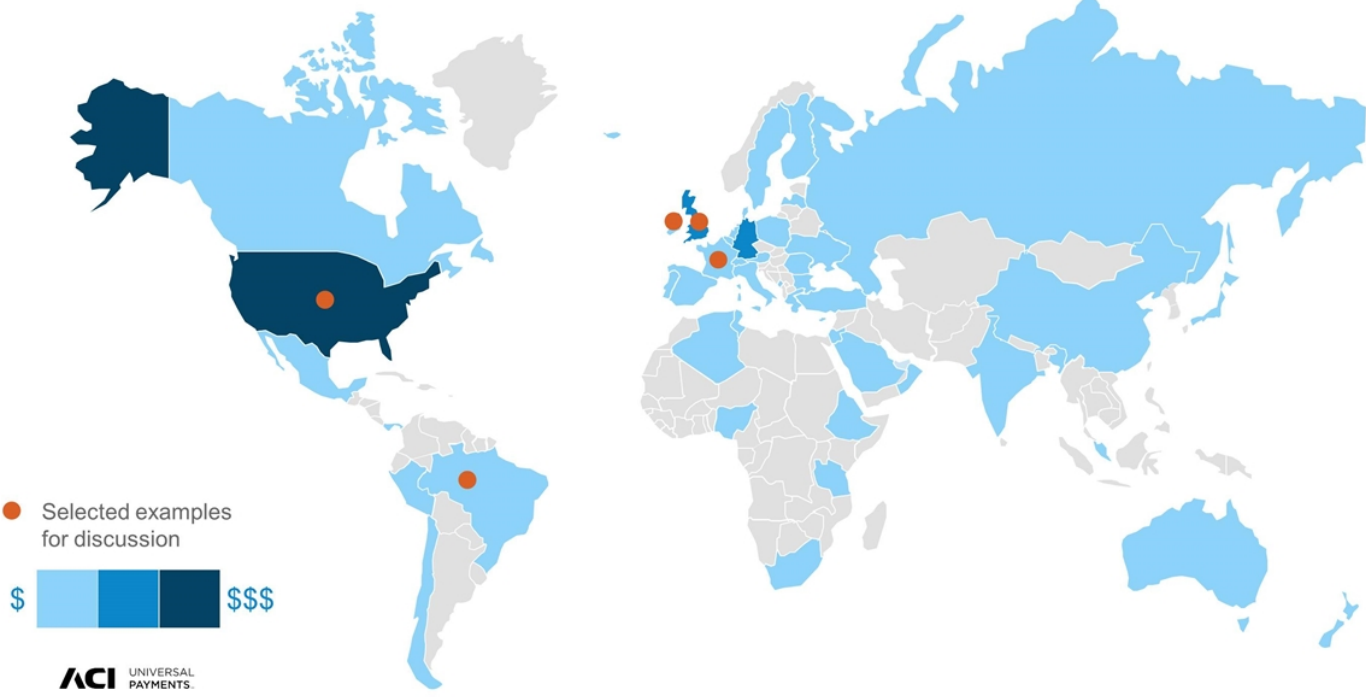 Selected examples
for discussion
$ $$$
ACI UNIVERSAL
PAYMENTS